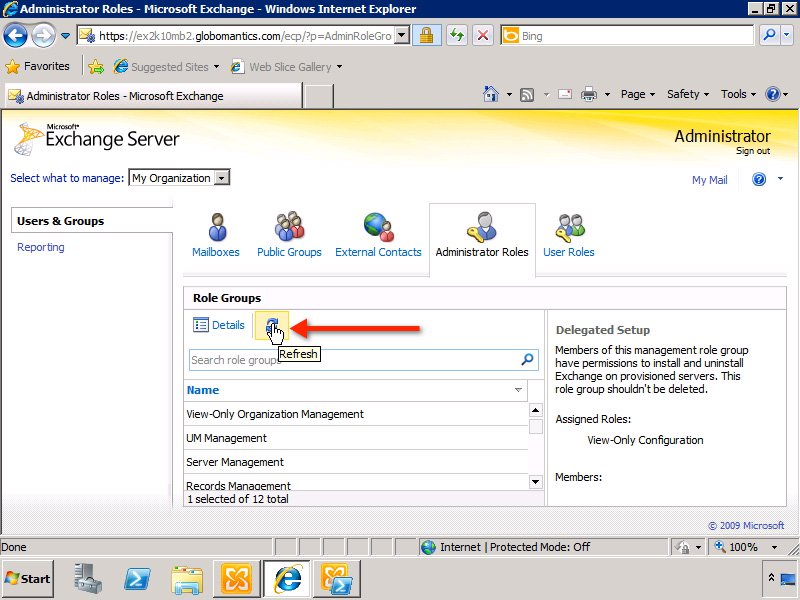 Administrator Roles - Microsoft Exchange - Windows Internet Explorer
https://ex2k10mb2.globomantics.com/ecp/?p=AdminRoleGro
Bing
Favorites
Suggested Sites
Web Slice Gallery
Administrator Roles - Microsoft Exchange
Page
Safety
Tools
Microsoft®
Exchange Server
Administrator
Sign out
Select what to manage:
My Organization
My Mail
Users & Groups
Reporting
Mailboxes
Public Groups
External Contacts
Administrator Roles
User Roles
Role Groups
Details
Refresh
Search role groups
Name
View-Only Organization Management
UM Management
Server Management
Records Management
1 selected of 12 total
Delegated Setup
Members of this management role group
have permissions to install and uninstall
Exchange on provisioned servers. This
role group shouldn't be deleted.
Assigned Roles:
View-Only Configuration
Members:
© 2009 Microsoft
Done
Internet | Protected Mode: Off
100%
Start